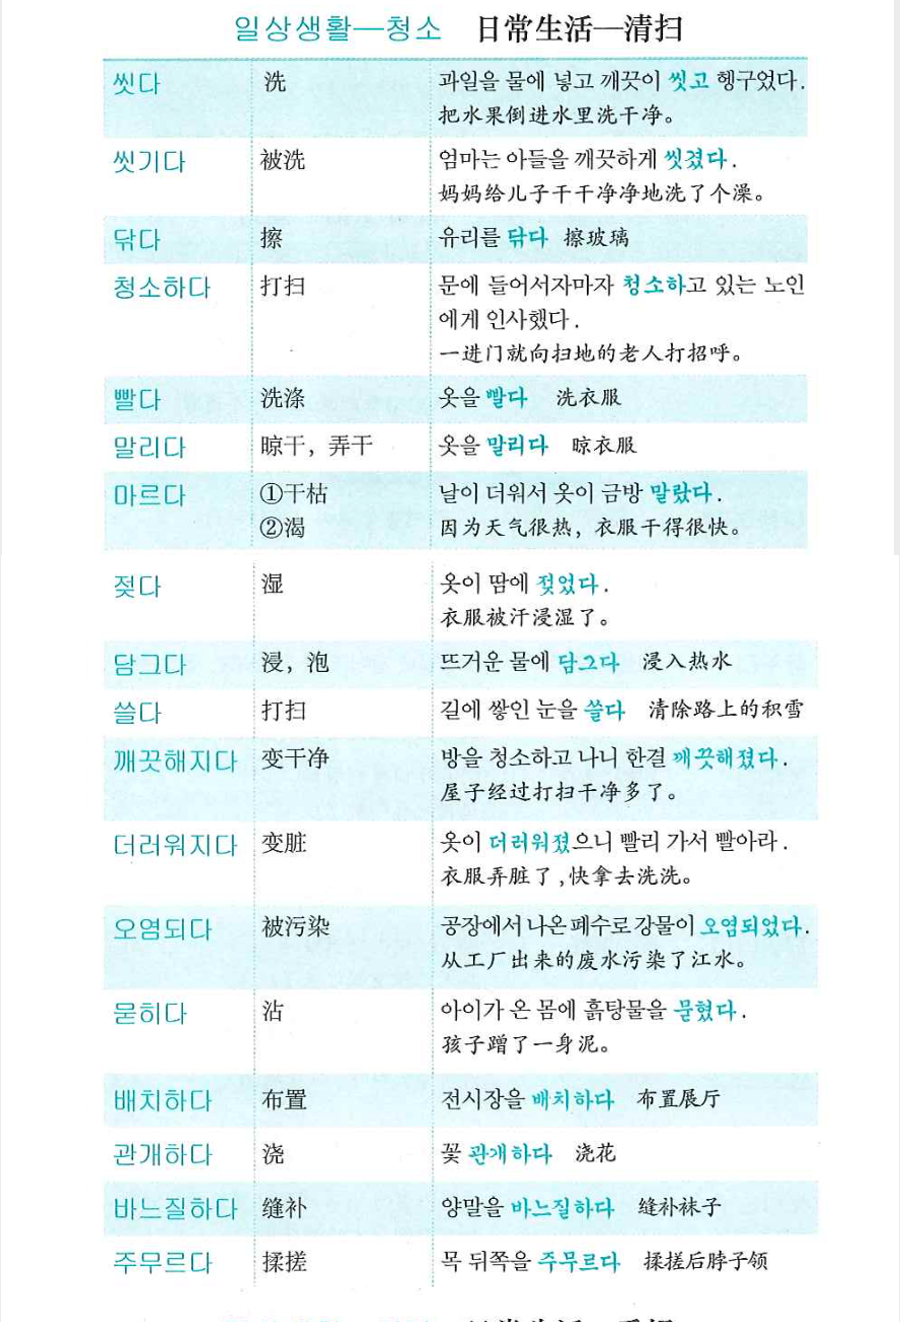 일상생활—청소 日常生活—清扫
씻다 洗 과일을 물에 넣고 깨끗이 씻고 헹구었다.
把水果倒进水里洗干净。
씻기다 被洗 엄마는 아들을 깨끗하게 씻겼다.
妈妈给儿子干干净净地洗了个澡。
닦다 擦 유리를 닦다 擦玻璃
청소하다 打扫 문에 들어서자마자 청소하고 있는 노인
에게 인사했다.
一进门就向扫地的老人打招呼。
빨다 洗涤 옷을 빨다 洗衣服
말리다 晾干，弄干 옷을 말리다 晾衣服
마르다 ①干枯 날이 더워서 옷이 금방 말랐다.
②渴 因为天气很热，衣服干得很快。
젖다 湿 옷이 땀에 젖었다.
衣服被汗浸湿了。
담그다 浸，泡 뜨거운 물에 담그다 浸入热水
쓸다 打扫 길에 쌓인 눈을 쓸다 清除路上的积雪
깨끗해지다 变干净 방을 청소하고 나니 한결 깨끗해졌다.
屋子经过打扫干净多了。
더러워지다 变脏 옷이 더러워졌으니 빨리 가서 빨아라.
衣服弄脏了,快拿去洗洗。
오염되다 被污染 공장에서 나온 폐수로 강물이 오염되었다.
从工厂出来的废水污染了江水。
묻히다 沾 아이가 온 몸에 흙탕물을 묻혔다.
孩子蹭了一身泥。
배치하다 布置 전시장을 배치하다 布置展厅
관개하다 浇 꽃 관개하다 浇花
바느질하다 缝补 양말을 바느질하다 缝补袜子
주무르다 揉搓 목 뒤쪽을 주무르다 揉搓后脖子领